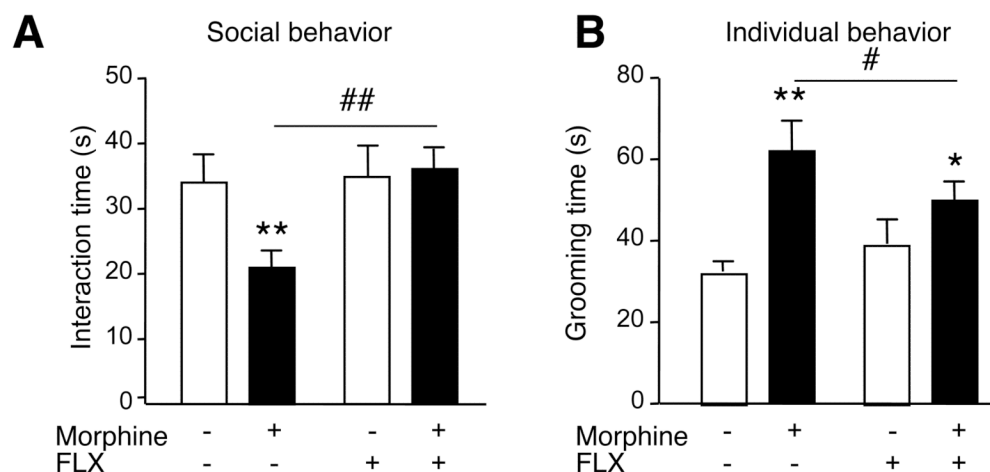 A
Social behavior
Interaction time (s)
50
40
30
20
10
0
##
**
Morphine - + - +
FLX - - + +
B
Individual behavior
Grooming time (s)
80
60
40
20
0
#
**
*
Morphine - + - +
FLX - - + +